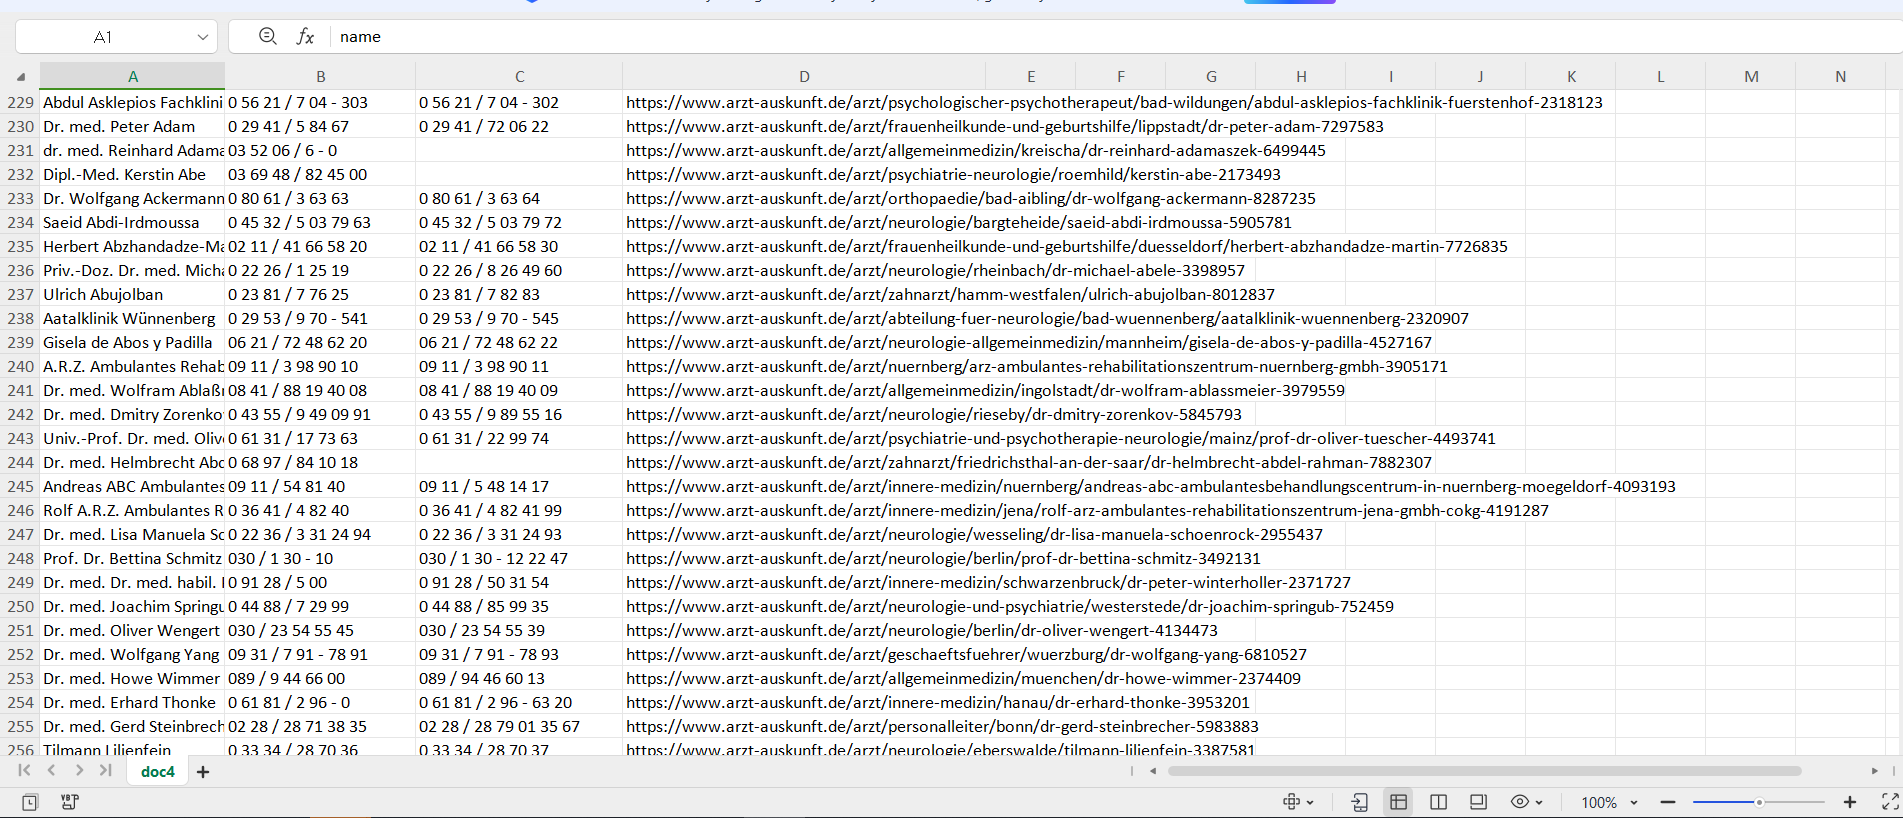 A1 fx name
A B C D E F G H I J K L M N
229 Abdul Asklepios Fachklini 0 56 21 / 7 04 - 303 0 56 21 / 7 04 - 302 https://www.arzt-auskunft.de/arzt/psychologischer-psychotherapeut/bad-wildungen/abdul-asklepios-fachklinik-fuerstenhof-2318123
230 Dr. med. Peter Adam 0 29 41 / 5 84 67 0 29 41 / 72 06 22 https://www.arzt-auskunft.de/arzt/frauenheilkunde-und-geburtshilfe/lippstadt/dr-peter-adam-7297583
231 dr. med. Reinhard Adama 03 52 06 / 6 - 0 https://www.arzt-auskunft.de/arzt/allgemeinmedizin/kreischa/dr-reinhard-adamaszek-6499445
232 Dipl.-Med. Kerstin Abe 03 69 48 / 82 45 00 https://www.arzt-auskunft.de/arzt/psychiatrie-neurologie/roemhild/kerstin-abe-2173493
233 Dr. Wolfgang Ackermann 0 80 61 / 3 63 63 0 80 61 / 3 63 64 https://www.arzt-auskunft.de/arzt/orthopaedie/bad-aibling/dr-wolfgang-ackermann-8287235
234 Saeid Abdi-Irdmoussa 0 45 32 / 5 03 79 63 0 45 32 / 5 03 79 72 https://www.arzt-auskunft.de/arzt/neurologie/bargteheide/saeid-abdi-irdmoussa-5905781
235 Herbert Abzhandadze-Ma 02 11 / 41 66 58 20 02 11 / 41 66 58 30 https://www.arzt-auskunft.de/arzt/frauenheilkunde-und-geburtshilfe/duesseldorf/herbert-abzhandadze-martin-7726835
236 Priv.-Doz. Dr. med. Micha 0 22 26 / 1 25 19 0 22 26 / 8 26 49 60 https://www.arzt-auskunft.de/arzt/neurologie/rheinbach/dr-michael-abele-3398957
237 Ulrich Abujolban 0 23 81 / 7 76 25 0 23 81 / 7 82 83 https://www.arzt-auskunft.de/arzt/zahnarzt/hamm-westfalen/ulrich-abujolban-8012837
238 Aatalklinik Wünnenberg 0 29 53 / 9 70 - 541 0 29 53 / 9 70 - 545 https://www.arzt-auskunft.de/arzt/abteilung-fuer-neurologie/bad-wuennenberg/aatalklinik-wuennenberg-2320907
239 Gisela de Abos y Padilla 06 21 / 72 48 62 20 06 21 / 72 48 62 22 https://www.arzt-auskunft.de/arzt/neurologie-allgemeinmedizin/mannheim/gisela-de-abos-y-padilla-4527167
240 A.R.Z. Ambulantes Rehab 09 11 / 3 98 90 10 09 11 / 3 98 90 11 https://www.arzt-auskunft.de/arzt/nuernberg/arz-ambulantes-rehabilitationszentrum-nuernberg-gmbh-3905171
241 Dr. med. Wolfram Ablaßr 08 41 / 88 19 40 08 08 41 / 88 19 40 09 https://www.arzt-auskunft.de/arzt/allgemeinmedizin/ingolstadt/dr-wolfram-ablassmeier-3979559
242 Dr. med. Dmitry Zorenko 0 43 55 / 9 49 09 91 0 43 55 / 9 89 55 16 https://www.arzt-auskunft.de/arzt/neurologie/rieseby/dr-dmitry-zorenkov-5845793
243 Univ.-Prof. Dr. med. Olive 0 61 31 / 17 73 63 0 61 31 / 22 99 74 https://www.arzt-auskunft.de/arzt/psychiatrie-und-psychotherapie-neurologie/mainz/prof-dr-oliver-tuescher-4493741
244 Dr. med. Helmbrecht Abd 0 68 97 / 84 10 18 https://www.arzt-auskunft.de/arzt/zahnarzt/friedrichsthal-an-der-saar/dr-helmbrecht-abdel-rahman-7882307
245 Andreas ABC Ambulantes 09 11 / 54 81 40 09 11 / 5 48 14 17 https://www.arzt-auskunft.de/arzt/innere-medizin/nuernberg/andreas-abc-ambulantesbehandlungscentrum-in-nuernberg-moegeldorf-4093193
246 Rolf A.R.Z. Ambulantes R 0 36 41 / 4 82 40 0 36 41 / 4 82 41 99 https://www.arzt-auskunft.de/arzt/innere-medizin/jena/rolf-arz-ambulantes-rehabilitationszentrum-jena-gmbh-cokg-4191287
247 Dr. med. Lisa Manuela Sc 0 22 36 / 3 31 24 94 0 22 36 / 3 31 24 93 https://www.arzt-auskunft.de/arzt/neurologie/wesseling/dr-lisa-manuela-schoenrock-2955437
248 Prof. Dr. Bettina Schmitz 030 / 1 30 - 10 030 / 1 30 - 12 22 47 https://www.arzt-auskunft.de/arzt/neurologie/berlin/prof-dr-bettina-schmitz-3492131
249 Dr. med. Dr. med. habil. 0 91 28 / 5 00 0 91 28 / 50 31 54 https://www.arzt-auskunft.de/arzt/innere-medizin/schwarzenbruck/dr-peter-winterholler-2371727
250 Dr. med. Joachim Springu 0 44 88 / 7 29 99 0 44 88 / 85 99 35 https://www.arzt-auskunft.de/arzt/neurologie-und-psychiatrie/westerstede/dr-joachim-springub-752459
251 Dr. med. Oliver Wengert 030 / 23 54 55 45 030 / 23 54 55 39 https://www.arzt-auskunft.de/arzt/neurologie/berlin/dr-oliver-wengert-4134473
252 Dr. med. Wolfgang Yang 09 31 / 7 91 - 78 91 09 31 / 7 91 - 78 93 https://www.arzt-auskunft.de/arzt/geschaeftsfuehrer/wuerzburg/dr-wolfgang-yang-6810527
253 Dr. med. Howe Wimmer 089 / 9 44 66 00 089 / 94 46 60 13 https://www.arzt-auskunft.de/arzt/allgemeinmedizin/muenchen/dr-howe-wimmer-2374409
254 Dr. med. Erhard Thonke 0 61 81 / 2 96 - 0 0 61 81 / 2 96 - 63 20 https://www.arzt-auskunft.de/arzt/innere-medizin/hanau/dr-erhard-thonke-3953201
255 Dr. med. Gerd Steinbrech 02 28 / 28 71 38 35 02 28 / 28 79 01 35 67 https://www.arzt-auskunft.de/arzt/personalleiter/bonn/dr-gerd-steinbrecher-5983883
256 Tilmann Lilienfein 0 33 34 / 28 70 36 0 33 34 / 28 70 37 https://www.arzt-auskunft.de/arzt/neurologie/eberswalde/tilmann-lilienfein-3387581
doc4 +
100%